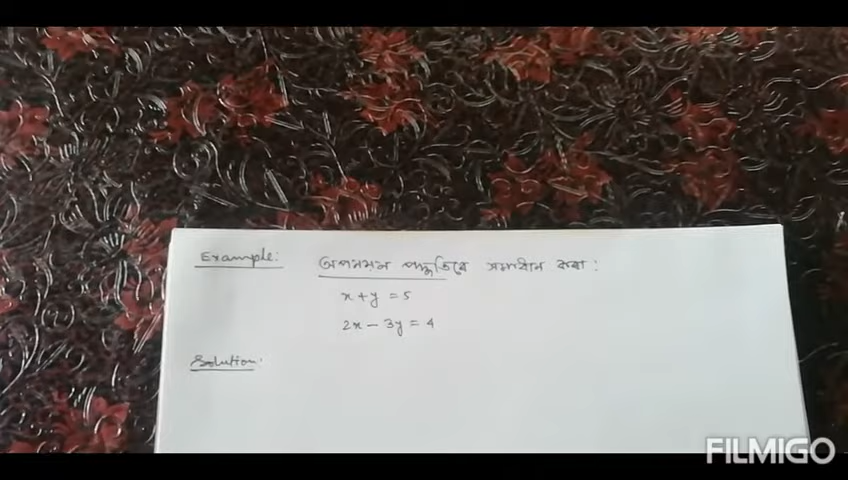 Example: অপনয়ন পদ্ধতিৰে সমাধান কৰা :
x + y = 5
2x - 3y = 4
Solution:
FILMIGO